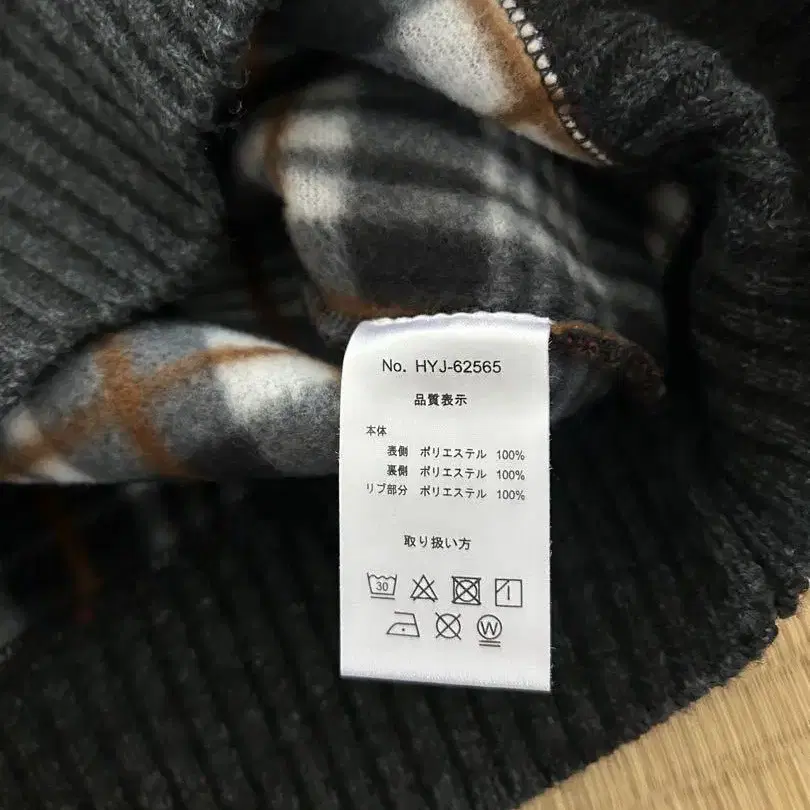 No. HYJ-62565
品質表示
本体
表側 ポリエステル 100%
裏側 ポリエステル 100%
リブ部分 ポリエステル 100%
取り扱い方
30
W